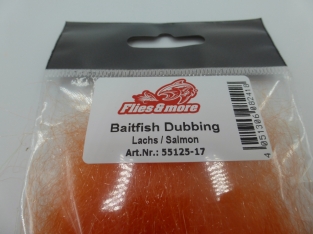 Flies & more
Baitfish Dubbing
Lachs / Salmon
Art.Nr.: 55125-17